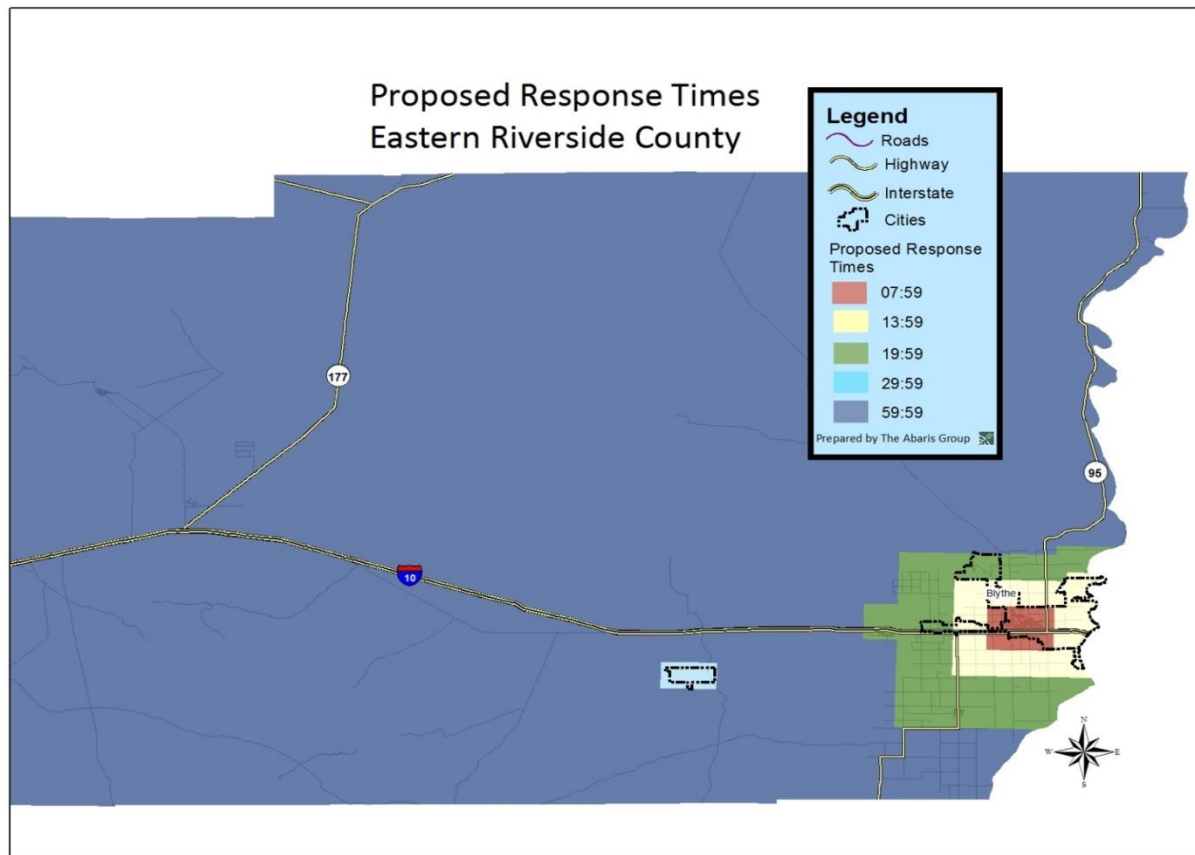 Proposed Response Times
Eastern Riverside County
Legend
Roads
Highway
Interstate
Cities
Proposed Response
Times
07:59
13:59
19:59
29:59
59:59
Prepared by The Abaris Group
177
95
10
Blythe
N
W
E
S